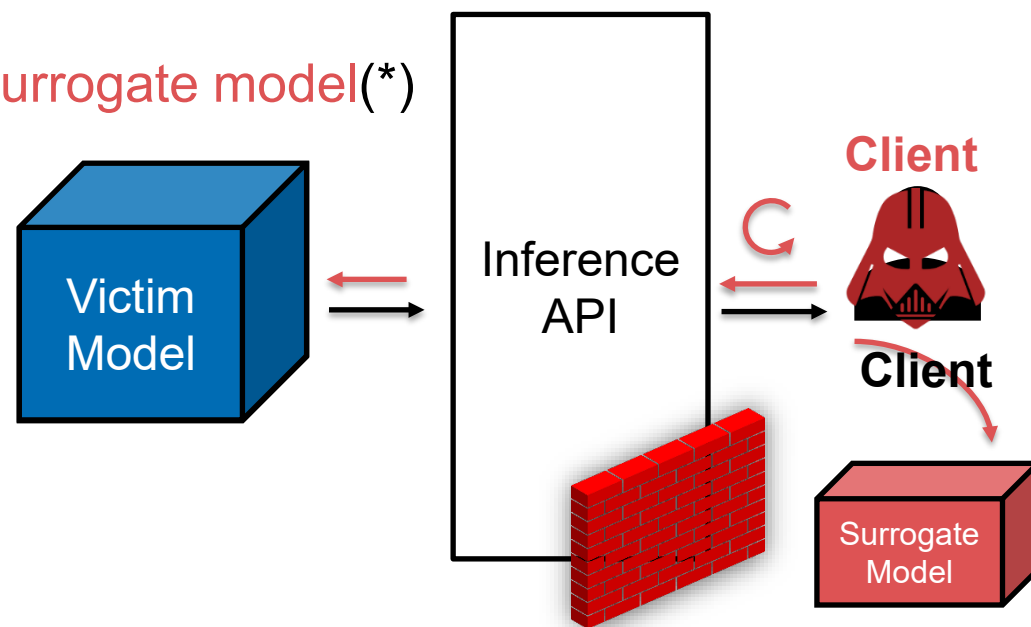 urrogate model(*)
Client
Victim
Model
Inference
API
Client
Surrogate
Model